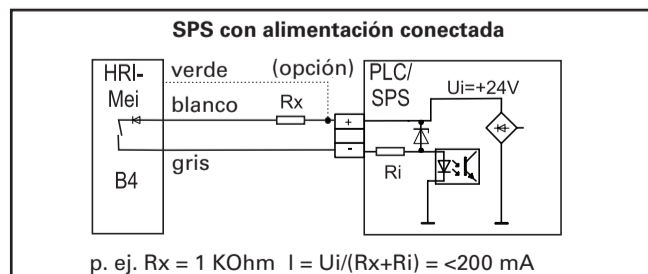 SPS con alimentación conectada
HRI-
Mei
B4
verde
(opción)
blanco
Rx
gris
+
-
PLC/
SPS
Ui=+24V
Ri
p. ej. Rx = 1 KOhm I = Ui/(Rx+Ri) = <200 mA